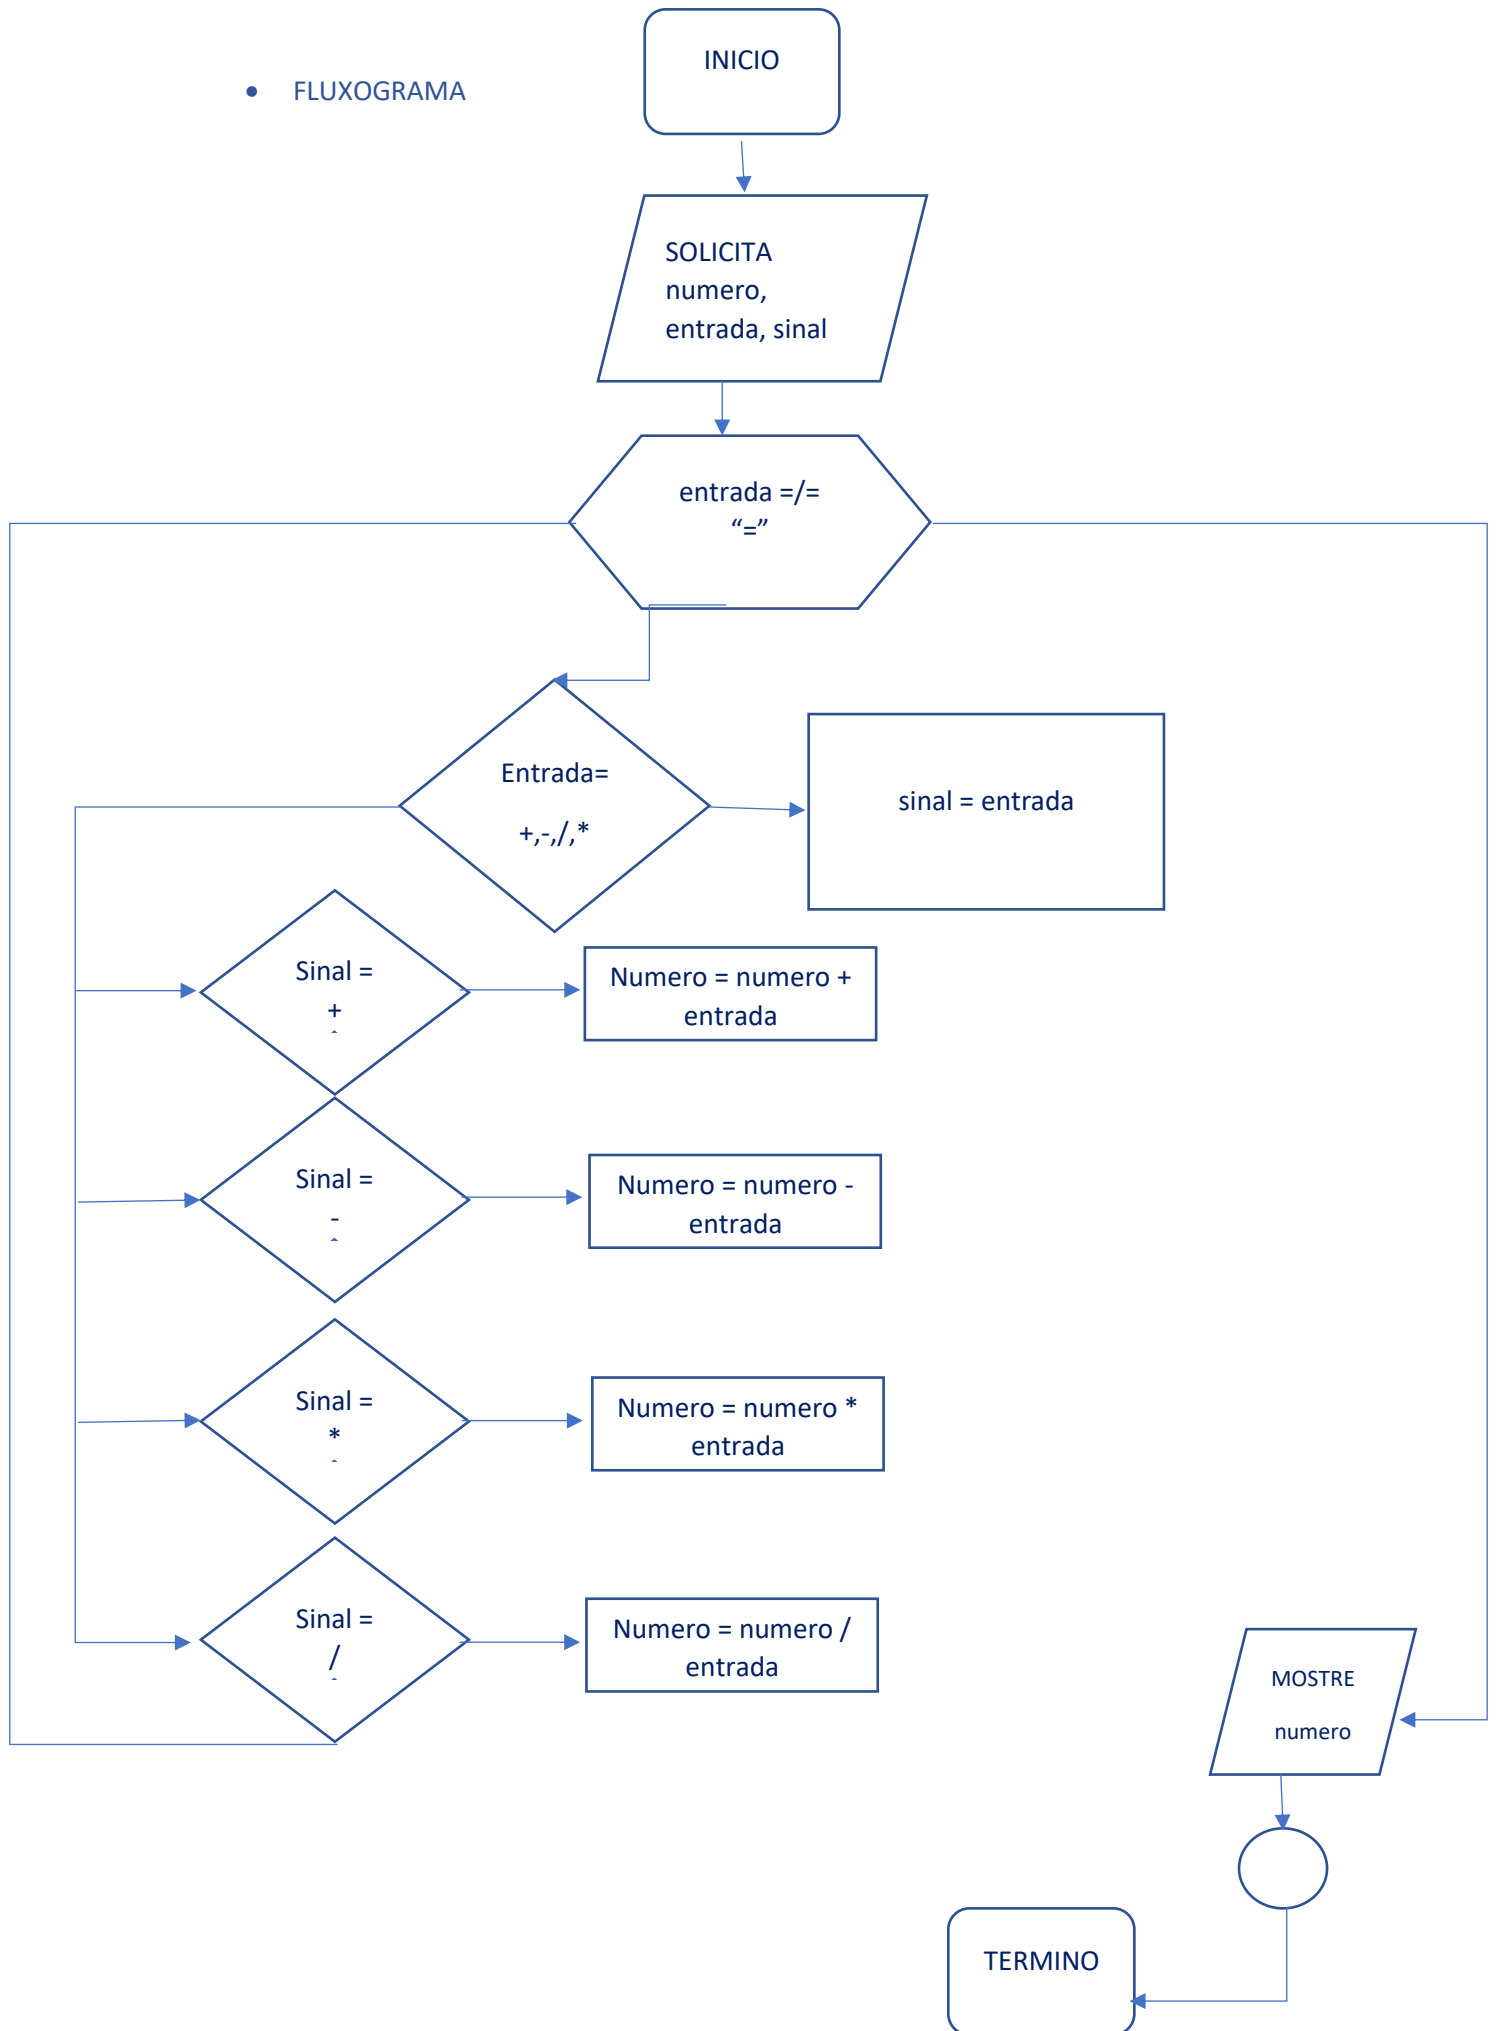 INICIO
• FLUXOGRAMA
SOLICITA
numero,
entrada, sinal
entrada =/=
“=”
Entrada=
+,-,/,*
sinal = entrada
Sinal =
+
Numero = numero +
entrada
Sinal =
-
Numero = numero -
entrada
Sinal =
*
Numero = numero *
entrada
Sinal =
/
Numero = numero /
entrada
MOSTRE
numero
TERMINO